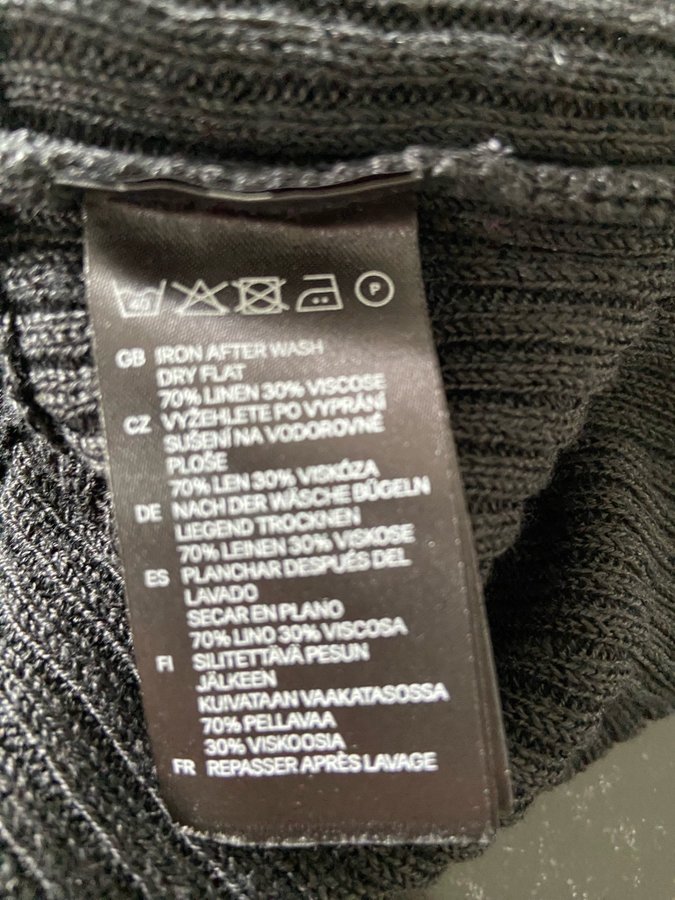 40
P
GB IRON AFTER WASH
DRY FLAT
70% LINEN 30% VISCOSE
CZ VYŽEHLETE PO VYPRÁNÍ
SUŠENÍ NA VODOROVNÉ
PLOŠE
70% LEN 30% VISKÓZA
DE NACH DER WÄSCHE BÜGELN
LIEGEND TROCKNEN
70% LEINEN 30% VISKOSE
ES PLANCHAR DESPUÉS DEL
LAVADO
SECAR EN PLANO
70% LINO 30% VISCOSA
FI SILITETTÄVÄ PESUN
JÄLKEEN
KUIVATAAN VAAKATASOSSA
70% PELLAVAA
30% VISKOOSIA
FR REPASSER APRÈS LAVAGE